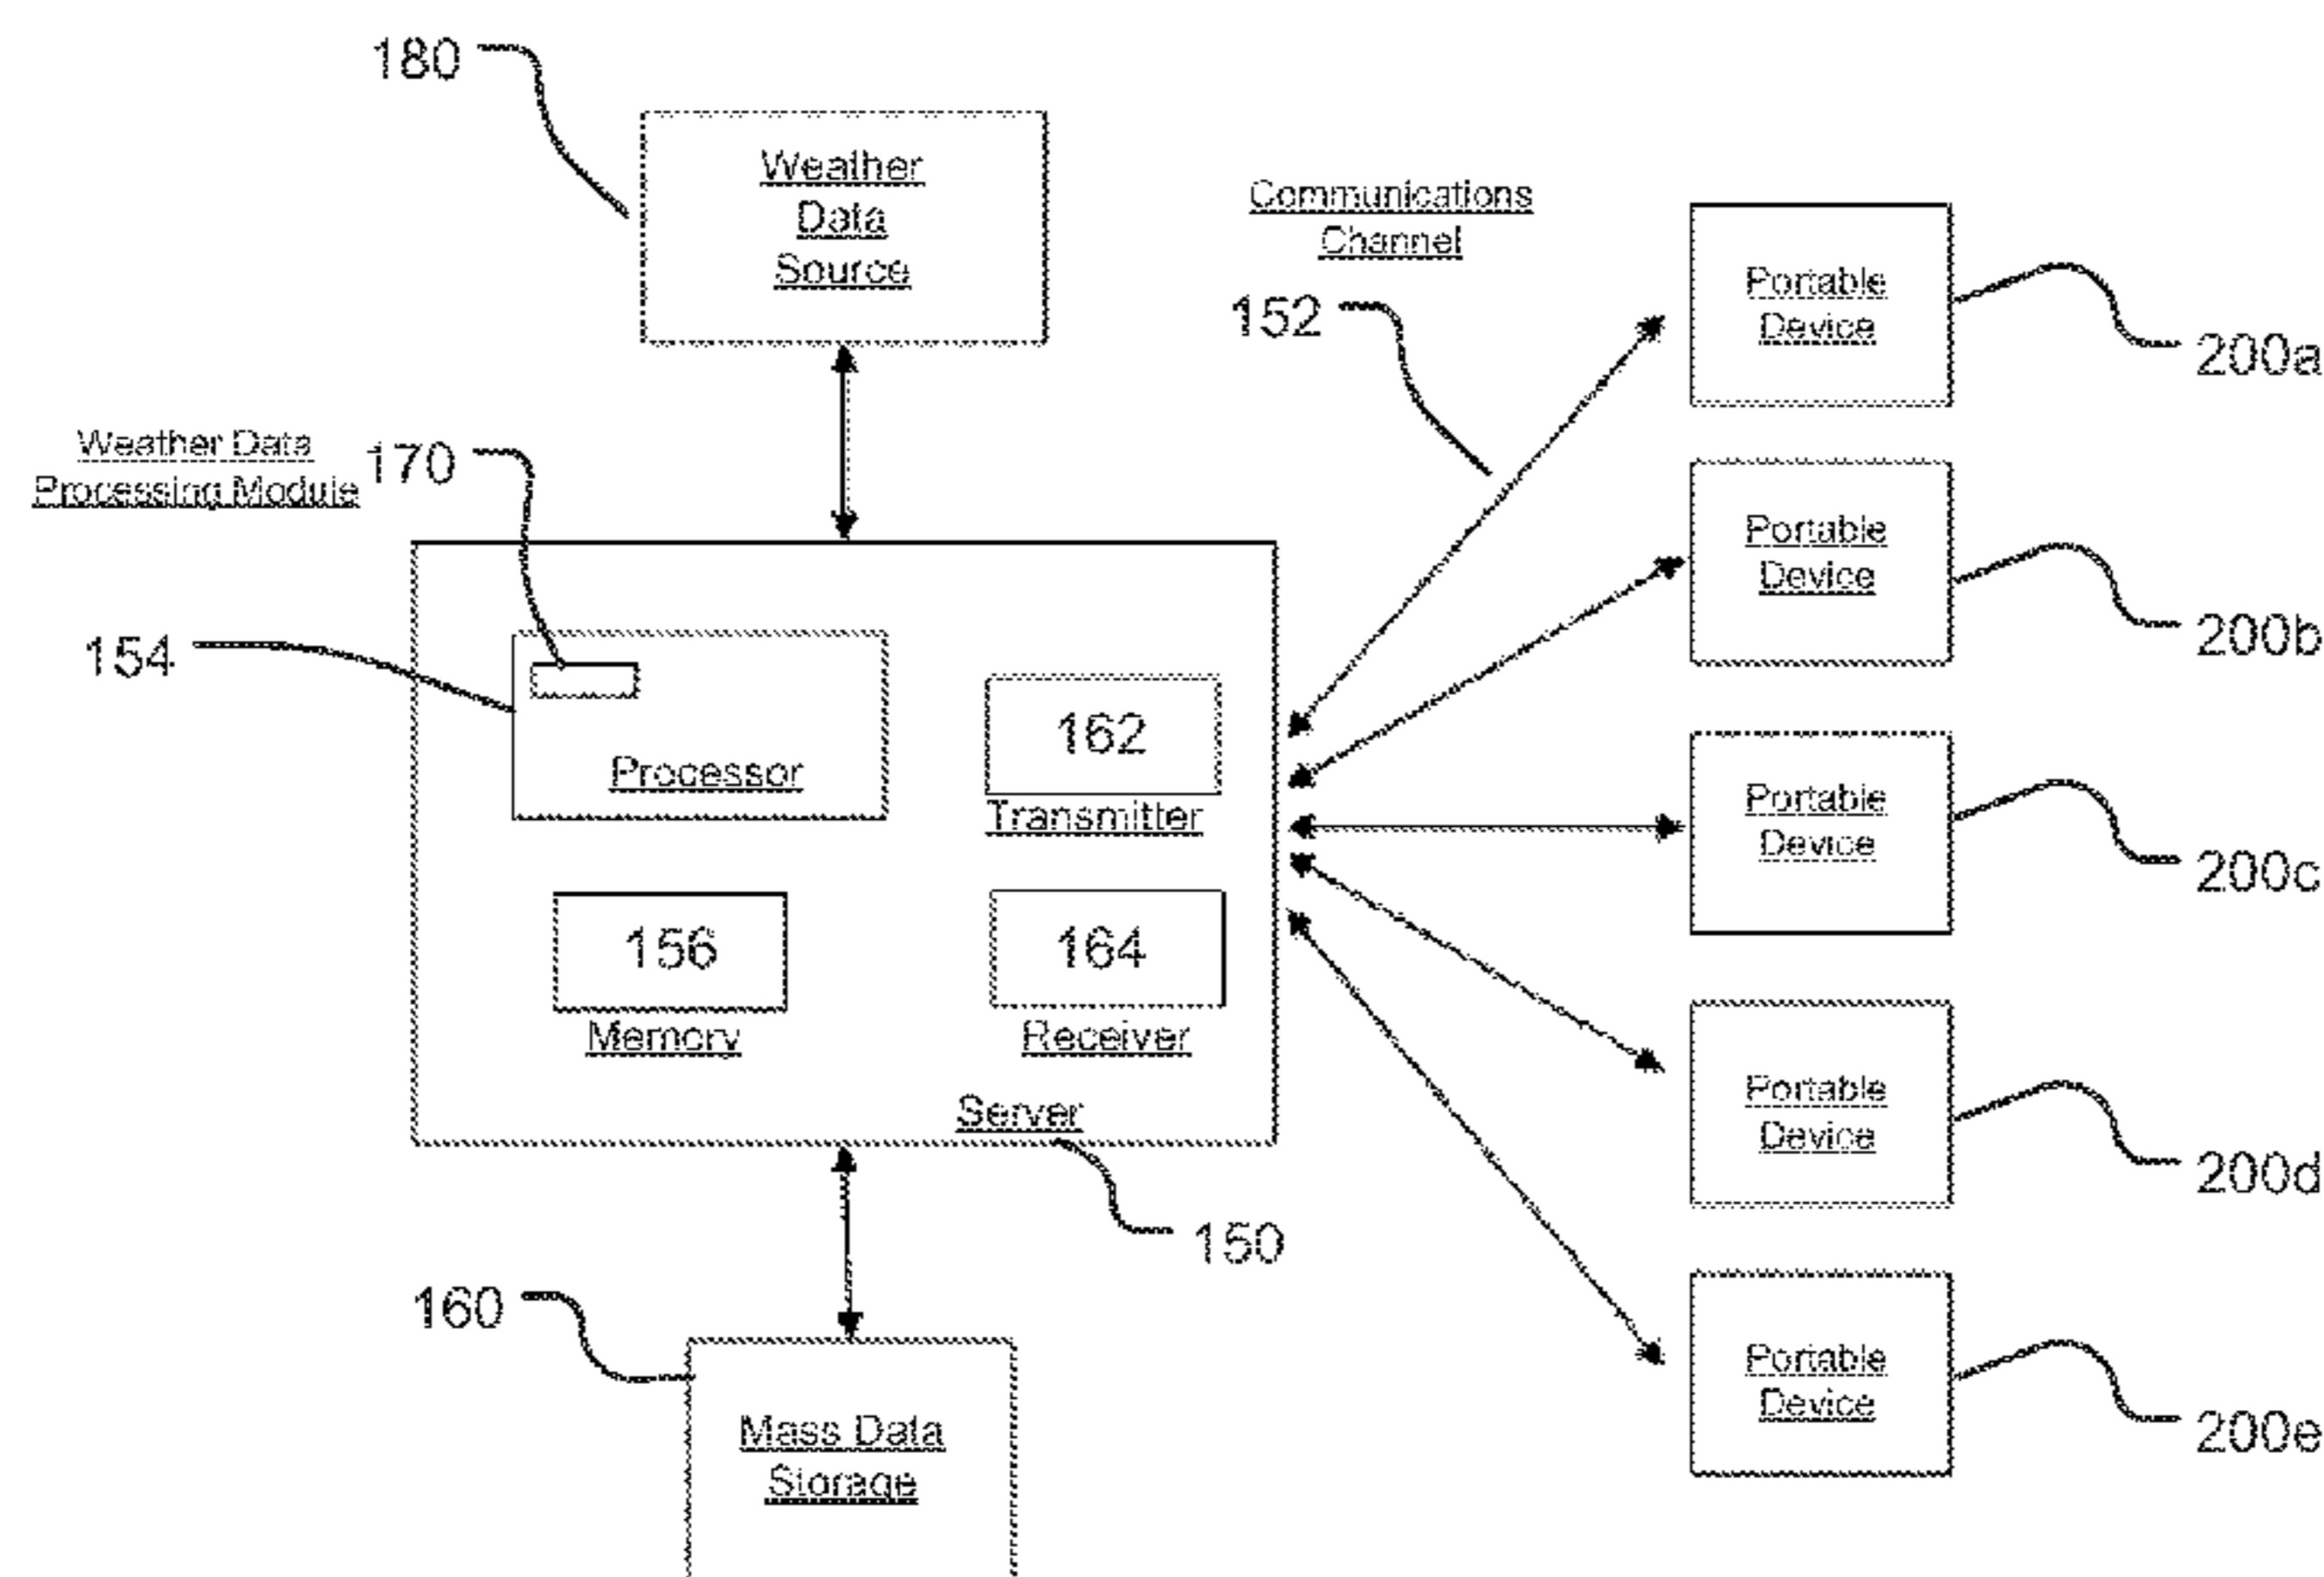 180
Weather
Data
Source
Communications
Channel
152
Portable
Device
200a
Weather Data
Processing Module
170
Portable
Device
200b
154
Processor
162
Transmitter
Portable
Device
200c
156
Memory
164
Receiver
Server
150
Portable
Device
200d
160
Mass Data
Storage
Portable
Device
200e